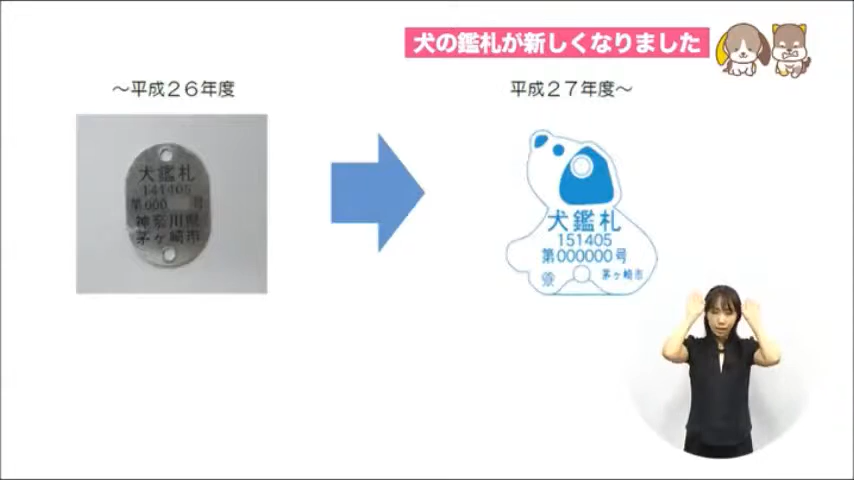 犬の鑑札が新しくなりました
～平成２６年度
平成２７年度～
犬鑑札
141405
第000 号
神奈川県
茅ヶ崎市
犬鑑札
151405
第000000号
茅ヶ崎市